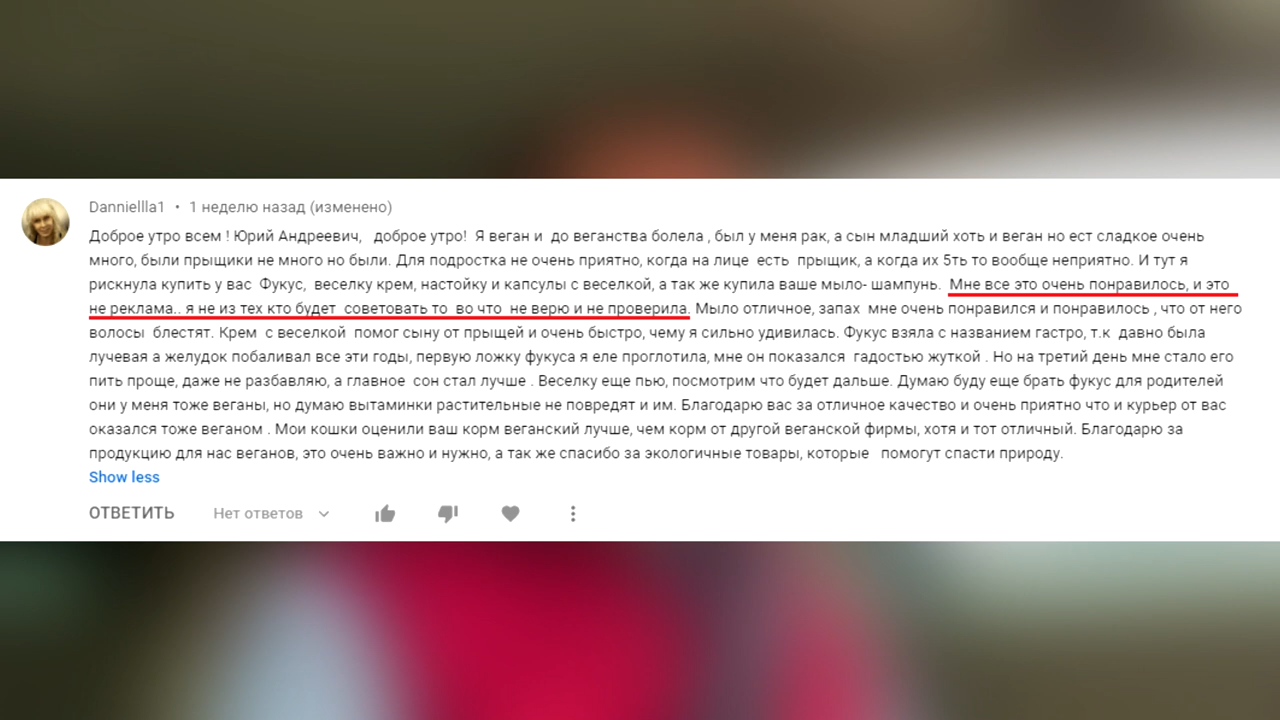 Danniellla1 • 1 неделю назад (изменено)
Доброе утро всем ! Юрий Андреевич, доброе утро! Я веган и до веганства болела , был у меня рак, а сын младший хоть и веган но ест сладкое очень
много, были прыщики не много но были. Для подростка не очень приятно, когда на лице есть прыщик, а когда их 5ть то вообще неприятно. И тут я
рискнула купить у вас Фукус, веселку крем, настойку и капсулы с веселкой, а так же купила ваше мыло- шампунь. Мне все это очень понравилось, и это
не реклама.. я не из тех кто будет советовать то во что не верю и не проверила. Мыло отличное, запах мне очень понравился и понравилось , что от него
волосы блестят. Крем с веселкой помог сыну от прыщей и очень быстро, чему я сильно удивилась. Фукус взяла с названием гастро, т.к давно была
лучевая а желудок побаливал все эти годы, первую ложку фукуса я еле проглотила, мне он показался гадостью жуткой . Но на третий день мне стало его
пить проще, даже не разбавляю, а главное сон стал лучше . Веселку еще пью, посмотрим что будет дальше. Думаю буду еще брать фукус для родителей
они у меня тоже веганы, но думаю вытаминки растительные не повредят и им. Благодарю вас за отличное качество и очень приятно что и курьер от вас
оказался тоже веганом . Мои кошки оценили ваш корм веганский лучше, чем корм от другой веганской фирмы, хотя и тот отличный. Благодарю за
продукцию для нас веганов, это очень важно и нужно, а так же спасибо за экологичные товары, которые помогут спасти природу.
Show less
ОТВЕТИТЬ Нет ответов